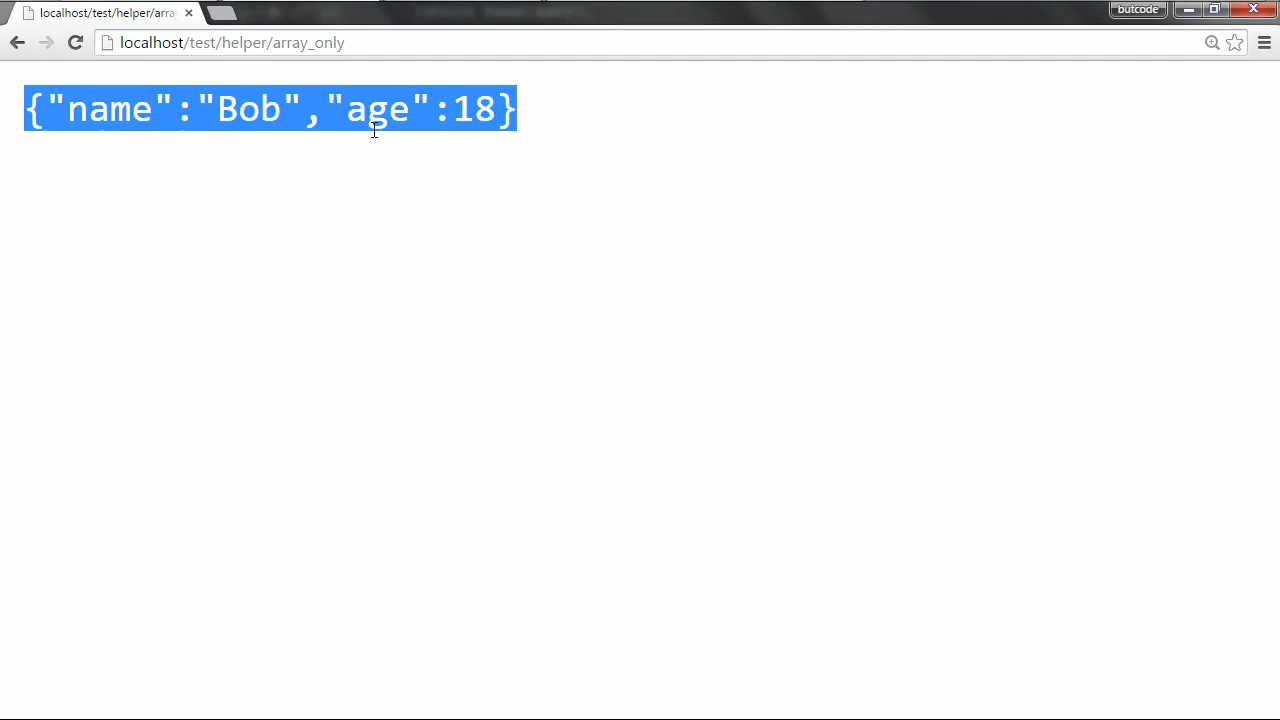 localhost/test/helper/arra
butcode
localhost/test/helper/array_only
{"name":"Bob","age":18}